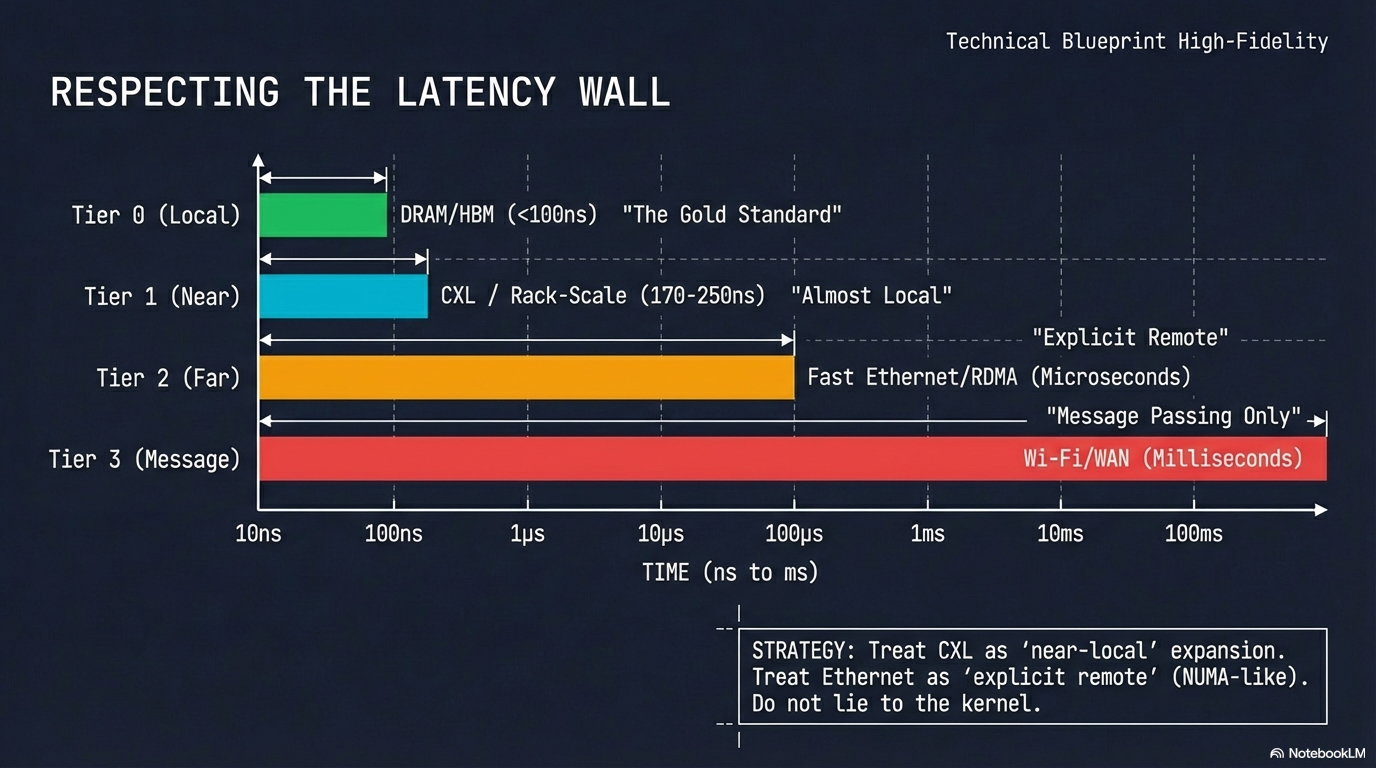 Technical Blueprint High-Fidelity
RESPECTING THE LATENCY WALL
Tier 0 (Local)
DRAM/HBM (<100ns) "The Gold Standard"
Tier 1 (Near)
CXL / Rack-Scale (170-250ns) "Almost Local"
"Explicit Remote"
Tier 2 (Far)
Fast Ethernet/RDMA (Microseconds)
"Message Passing Only"
Tier 3 (Message)
Wi-Fi/WAN (Milliseconds)
10ns 100ns 1µs 10µs 100µs 1ms 10ms 100ms
TIME (ns to ms)
STRATEGY: Treat CXL as ‘near-local’ expansion.
Treat Ethernet as ‘explicit remote’ (NUMA-like).
Do not lie to the kernel.
NotebookLM